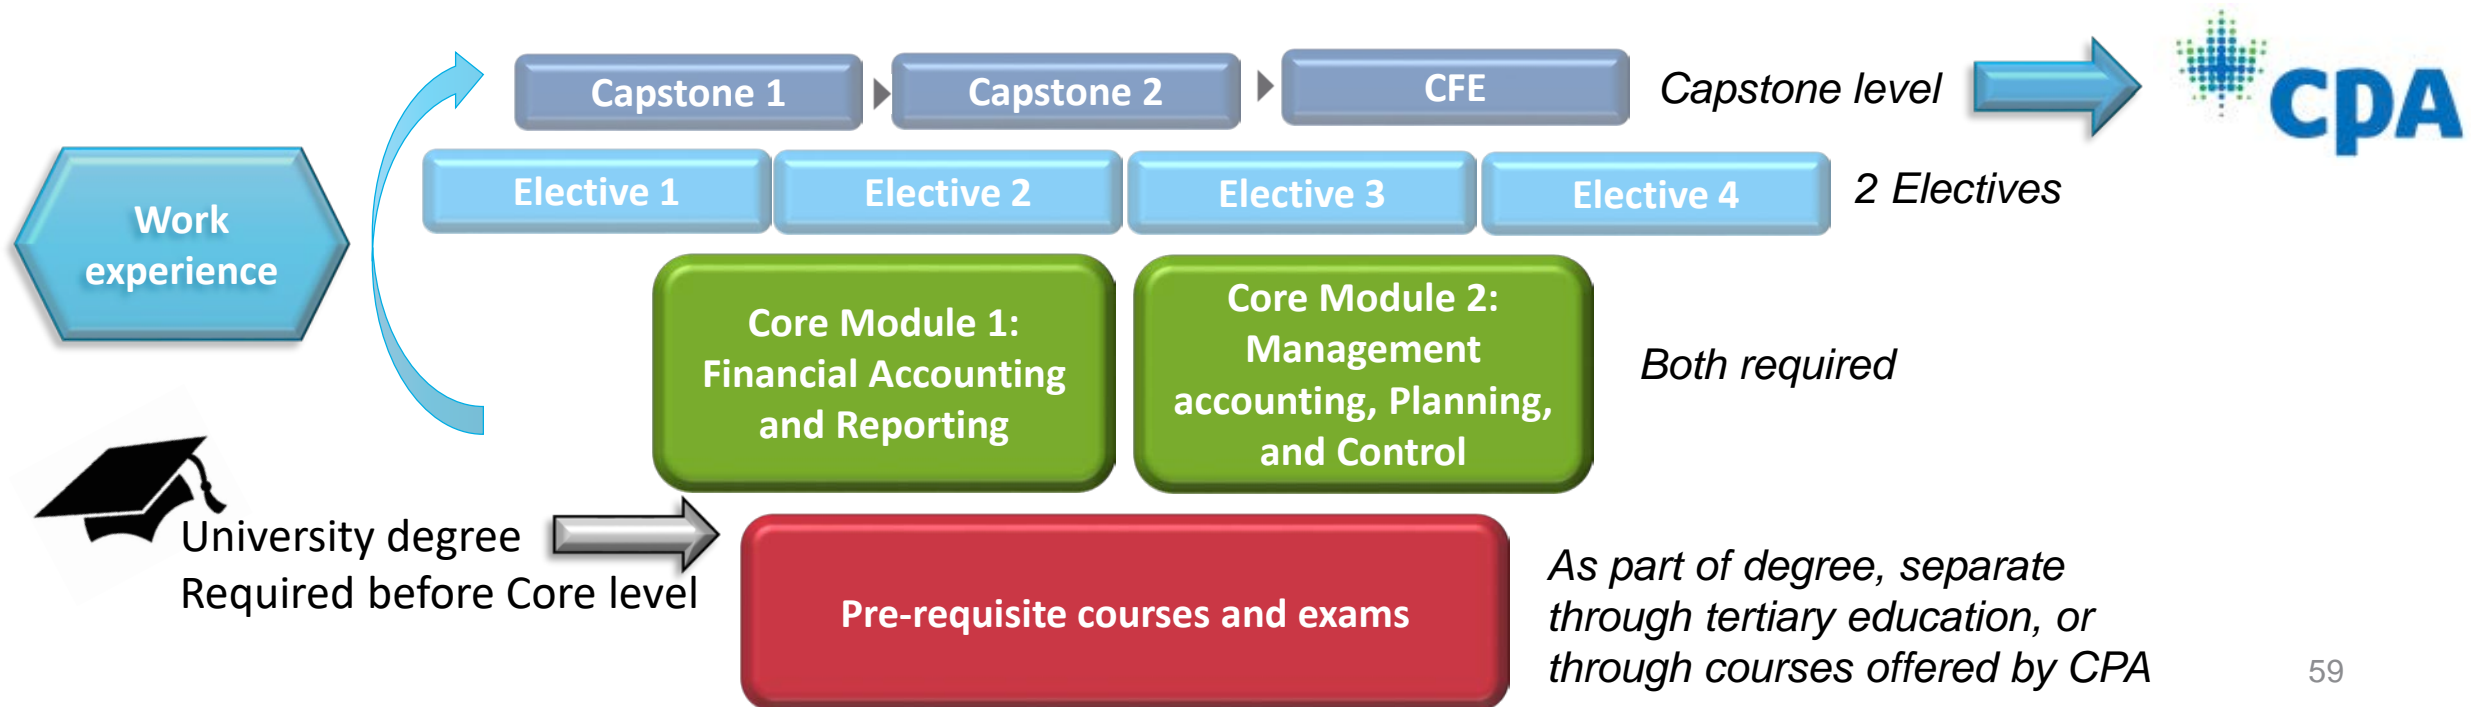 Capstone 1
Capstone 2
CFE
Capstone level
CPA
Elective 1
Elective 2
Elective 3
Elective 4
2 Electives
Work
experience
Core Module 1:
Financial Accounting
and Reporting
Core Module 2:
Management
accounting, Planning,
and Control
Both required
University degree
Required before Core level
Pre-requisite courses and exams
As part of degree, separate
through tertiary education, or
through courses offered by CPA
59